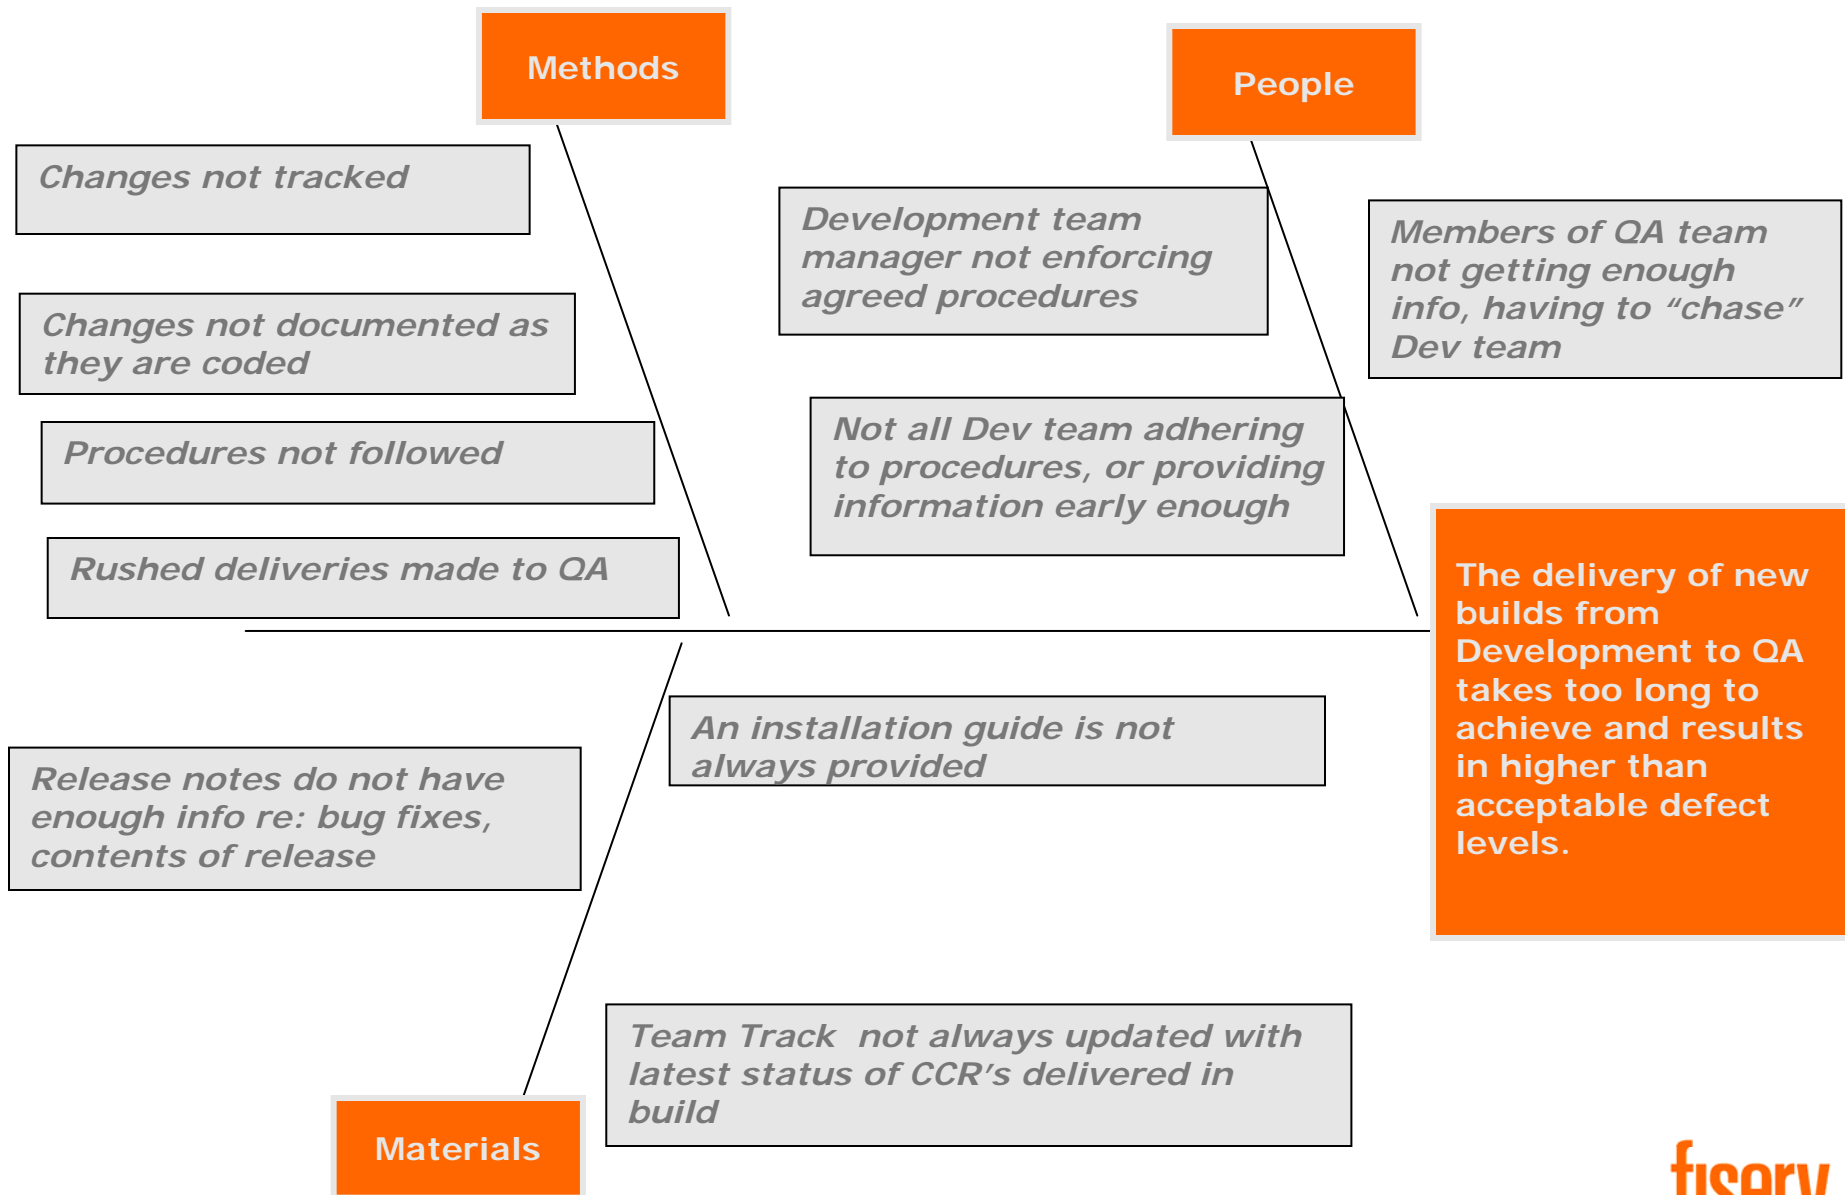 Methods
People
Changes not tracked
Development team
manager not enforcing
agreed procedures
Members of QA team
not getting enough
info, having to “chase”
Dev team
Changes not documented as
they are coded
Procedures not followed
Not all Dev team adhering
to procedures, or providing
information early enough
Rushed deliveries made to QA
The delivery of new
builds from
Development to QA
takes too long to
achieve and results
in higher than
acceptable defect
levels.
An installation guide is not
always provided
Release notes do not have
enough info re: bug fixes,
contents of release
Team Track  not always updated with
latest status of CCR’s delivered in
build
Materials
fiserv